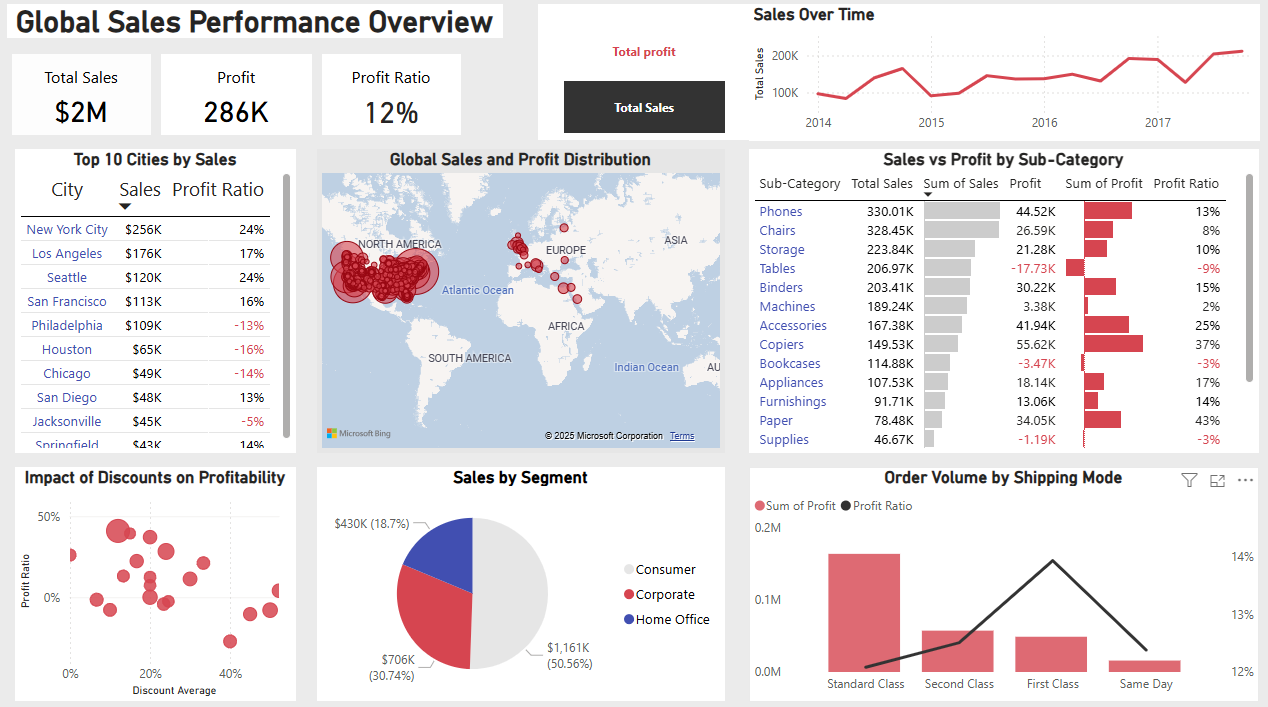 Global Sales Performance Overview
Total Sales
$2M
Profit
286K
Profit Ratio
12%
Total profit
Total Sales
Sales Over Time
Total Sales
200K
100K
2014 2015 2016 2017
Top 10 Cities by Sales
City Sales Profit Ratio
New York City $256K 24%
Los Angeles $176K 17%
Seattle $120K 24%
San Francisco $113K 16%
Philadelphia $109K -13%
Houston $65K -16%
Chicago $49K -14%
San Diego $48K 13%
Jacksonville $45K -5%
Springfield $43K 14%
Global Sales and Profit Distribution
NORTH AMERICA
EUROPE
ASIA
Atlantic Ocean
AFRICA
SOUTH AMERICA
Indian Ocean
AU
Microsoft Bing
© 2025 Microsoft Corporation Terms
Sales vs Profit by Sub-Category
Sub-Category Total Sales Sum of Sales Profit Sum of Profit Profit Ratio
Phones 330.01K 44.52K 13%
Chairs 328.45K 26.59K 8%
Storage 223.84K 21.28K 10%
Tables 206.97K -17.73K -9%
Binders 203.41K 30.22K 15%
Machines 189.24K 3.38K 2%
Accessories 167.38K 41.94K 25%
Copiers 149.53K 55.62K 37%
Bookcases 114.88K -3.47K -3%
Appliances 107.53K 18.14K 17%
Furnishings 91.71K 13.06K 14%
Paper 78.48K 34.05K 43%
Supplies 46.67K -1.19K -3%
Impact of Discounts on Profitability
Profit Ratio
50%
0%
0% 20% 40%
Discount Average
Sales by Segment
$430K (18.7%)
$706K
(30.74%)
$1,161K
(50.56%)
Consumer
Corporate
Home Office
Order Volume by Shipping Mode
Sum of Profit Profit Ratio
0.2M
0.1M
0.0M
14%
13%
12%
Standard Class Second Class First Class Same Day